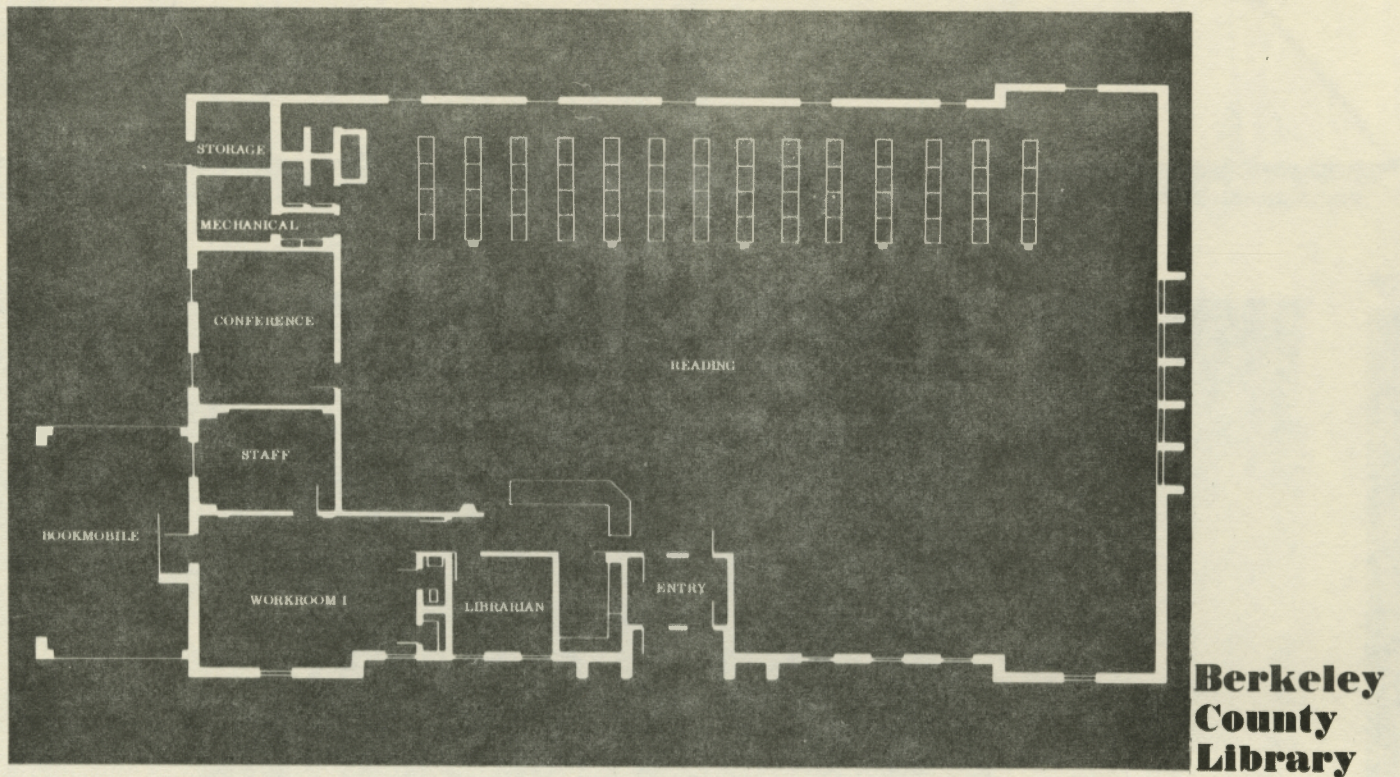 STORAGE
MECHANICAL
CONFERENCE
READING
STAFF
BOOKMOBILE
WORKROOM I
LIBRARIAN
ENTRY
Berkeley
County
Library